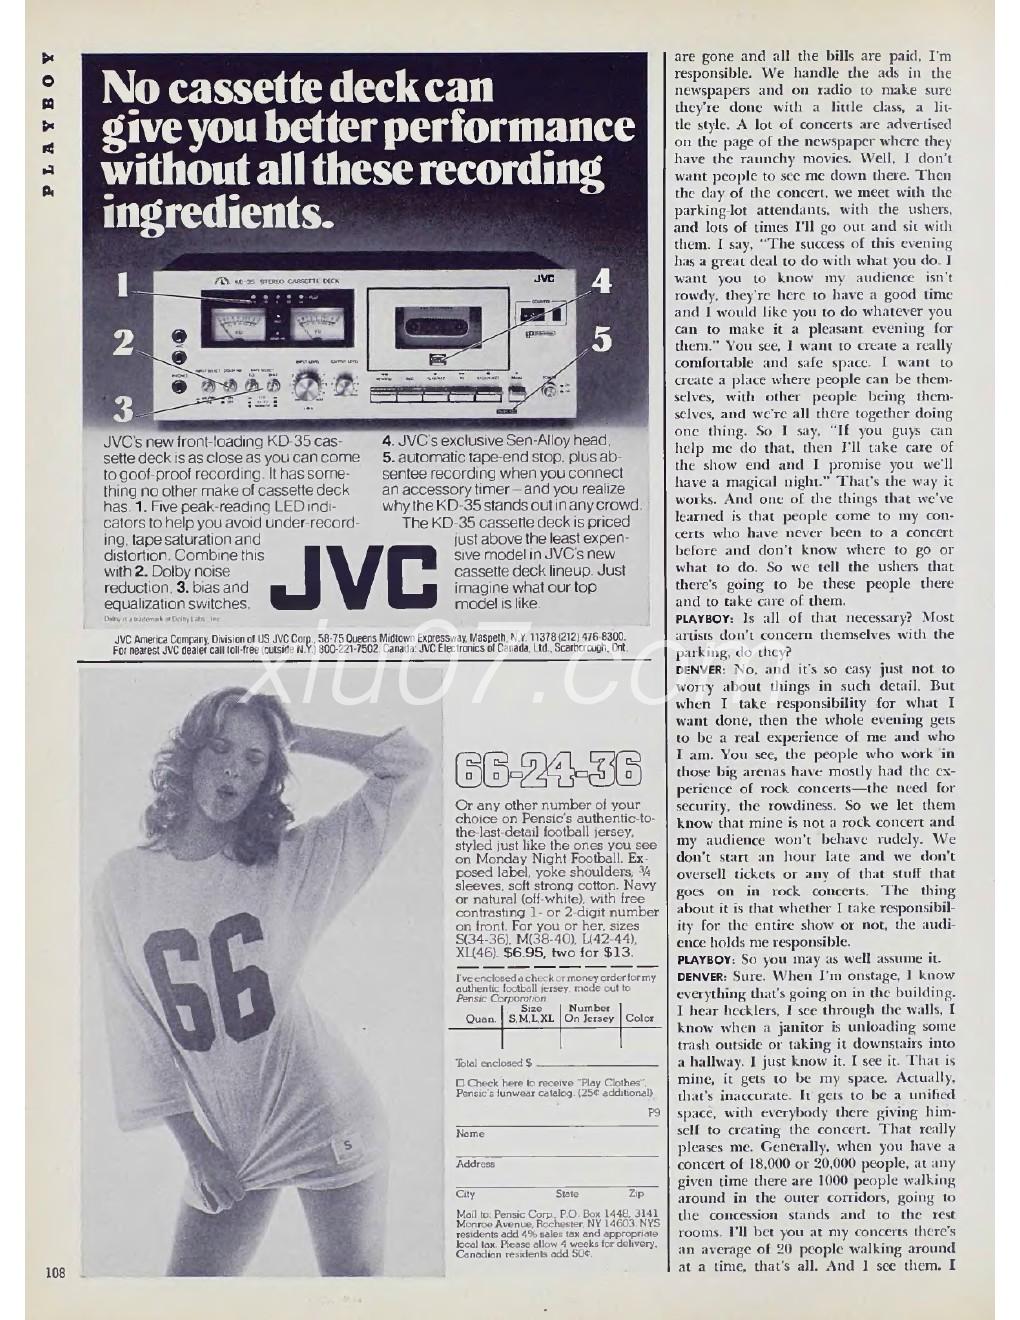 PLAYBOY
No cassette deck can
give you better performance
without all these recording
ingredients.
KD-35 STEREO CASSETTE DECK
JVC
1
2
3
4
5
JVC's new front-loading KD-35 cas-
sette deck is as close as you can come
to goof-proof recording. It has some-
thing no other make of cassette deck
has. 1. Five peak-reading LED indi-
cators to help you avoid under-record-
ing, tape saturation and
distortion. Combine this
with 2. Dolby noise
reduction, 3. bias and
equalization switches,
Dolby is a trademark of Dolby Labs., Inc.
4. JVC's exclusive Sen-Alloy head,
5. automatic tape-end stop, plus ab-
sentee recording when you connect
an accessory timer – and you realize
why the KD-35 stands out in any crowd.
The KD-35 cassette deck is priced
just above the least expen-
sive model in JVC's new
cassette deck lineup. Just
imagine what our top
model is like.
JVC
JVC America Company, Division of US JVC Corp., 58-75 Queens Midtown Expressway, Maspeth, N.Y. 11378 (212) 476-8300.
For nearest JVC dealer call toll-free (outside N.Y.) 800-221-7502. Canada: JVC Electronics of Canada, Ltd., Scarborough, Ont.
66
S
66-24-36
Or any other number of your
choice on Pensic's authentic-to-
the-last-detail football jersey,
styled just like the ones you see
on Monday Night Football. Ex-
posed label, yoke shoulders, ¾
sleeves, soft strong cotton. Navy
or natural (off-white), with free
contrasting 1- or 2-digit number
on front. For you or her, sizes
S(34-36), M(38-40), L(42-44),
XL(46). $6.95, two for $13.
I've enclosed a check or money order for my
authentic football jersey, made out to
Pensic Corporation
Quan. Size S,M,L,XL Number On Jersey Color
Total enclosed $
☐ Check here to receive "Play Clothes",
Pensic's funwear catalog. (25¢ additional)
P9
Name
Address
City State Zip
Mail to: Pensic Corp., P.O. Box 1448, 3141
Monroe Avenue, Rochester, NY 14603. NYS
residents add 4% sales tax and appropriate
local tax. Please allow 4 weeks for delivery.
Canadian residents add 50¢.
are gone and all the bills are paid, I'm
responsible. We handle the ads in the
newspapers and on radio to make sure
they're done with a little class, a lit-
tle style. A lot of concerts are advertised
on the page of the newspaper where they
have the raunchy movies. Well, I don't
want people to see me down there. Then
the day of the concert, we meet with the
parking-lot attendants, with the ushers,
and lots of times I'll go out and sit with
them. I say, "The success of this evening
has a great deal to do with what you do. I
want you to know my audience isn't
rowdy, they're here to have a good time
and I would like you to do whatever you
can to make it a pleasant evening for
them." You see, I want to create a really
comfortable and safe space. I want to
create a place where people can be them-
selves, with other people being them-
selves, and we're all there together doing
one thing. So I say, "If you guys can
help me do that, then I'll take care of
the show end and I promise you we'll
have a magical night." That's the way it
works. And one of the things that we've
learned is that people come to my con-
certs who have never been to a concert
before and don't know where to go or
what to do. So we tell the ushers that
there's going to be these people there
and to take care of them.
PLAYBOY: Is all of that necessary? Most
artists don't concern themselves with the
parking, do they?
DENVER: No, and it's so easy just not to
worry about things in such detail. But
when I take responsibility for what I
want done, then the whole evening gets
to be a real experience of me and who
I am. You see, the people who work in
those big arenas have mostly had the ex-
perience of rock concerts—the need for
security, the rowdiness. So we let them
know that mine is not a rock concert and
my audience won't behave rudely. We
don't start an hour late and we don't
oversell tickets or any of that stuff that
goes on in rock concerts. The thing
about it is that whether I take responsibil-
ity for the entire show or not, the audi-
ence holds me responsible.
PLAYBOY: So you may as well assume it.
DENVER: Sure. When I'm onstage, I know
everything that's going on in the building.
I hear hecklers, I see through the walls, I
know when a janitor is unloading some
trash outside or taking it downstairs into
a hallway. I just know it. I see it. That is
mine, it gets to be my space. Actually,
that's inaccurate. It gets to be a unified
space, with everybody there giving him-
self to creating the concert. That really
pleases me. Generally, when you have a
concert of 18,000 or 20,000 people, at any
given time there are 1000 people walking
around in the outer corridors, going to
the concession stands and to the rest
rooms. I'll bet you at my concerts there's
an average of 20 people walking around
at a time, that's all. And I see them. I
108
xiu07.com